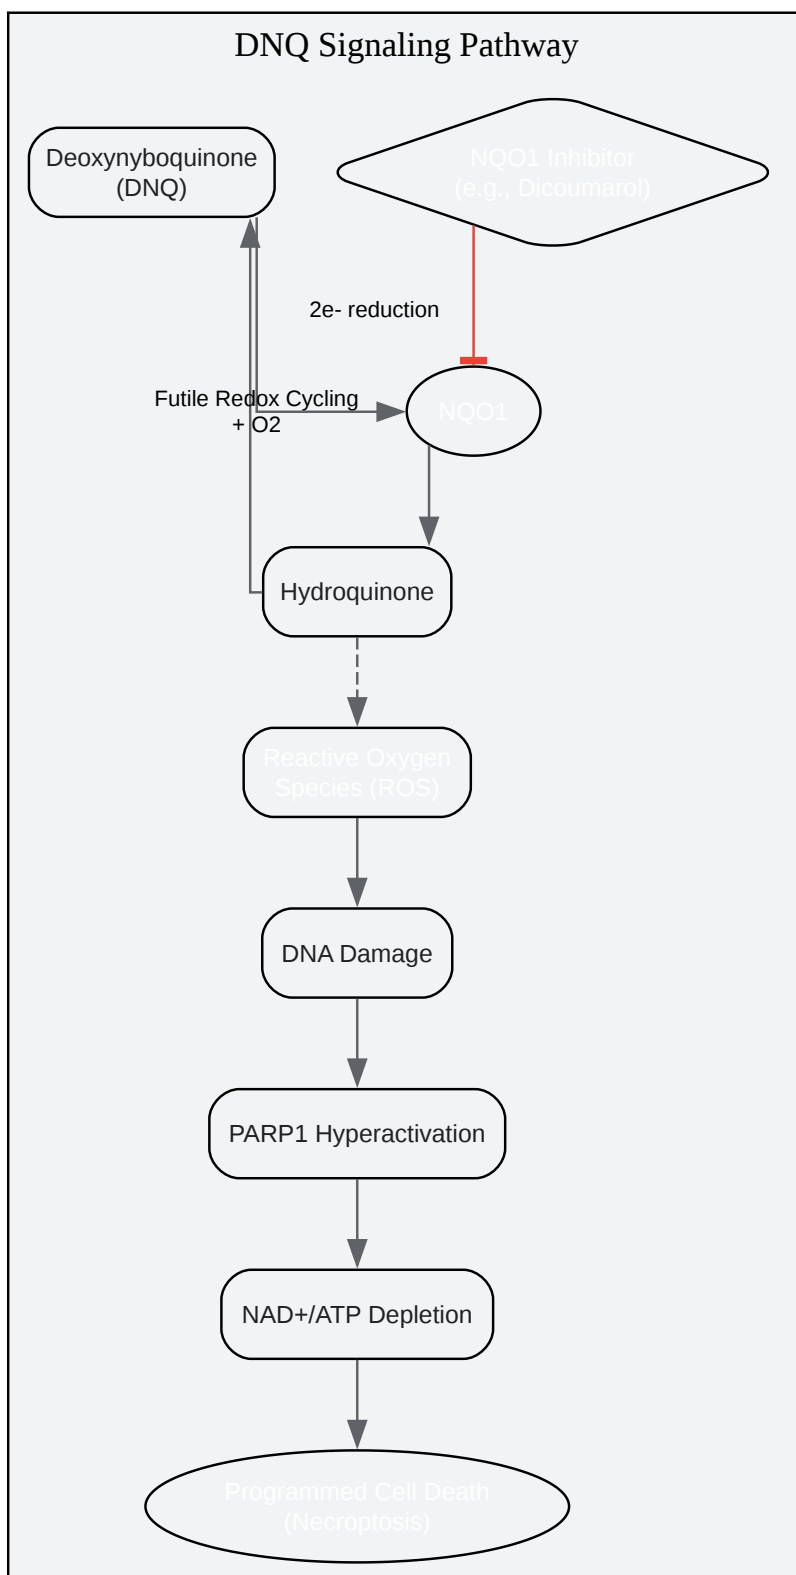 DNQ Signaling Pathway
Deoxynyboquinone
(DNQ)
NQO1 Inhibitor
(e.g., Dicoumarol)
2e- reduction
Futile Redox Cycling
+ O2
NQO1
Hydroquinone
Reactive Oxygen
Species (ROS)
DNA Damage
PARP1 Hyperactivation
NAD+/ATP Depletion
Programmed Cell Death
(Necroptosis)